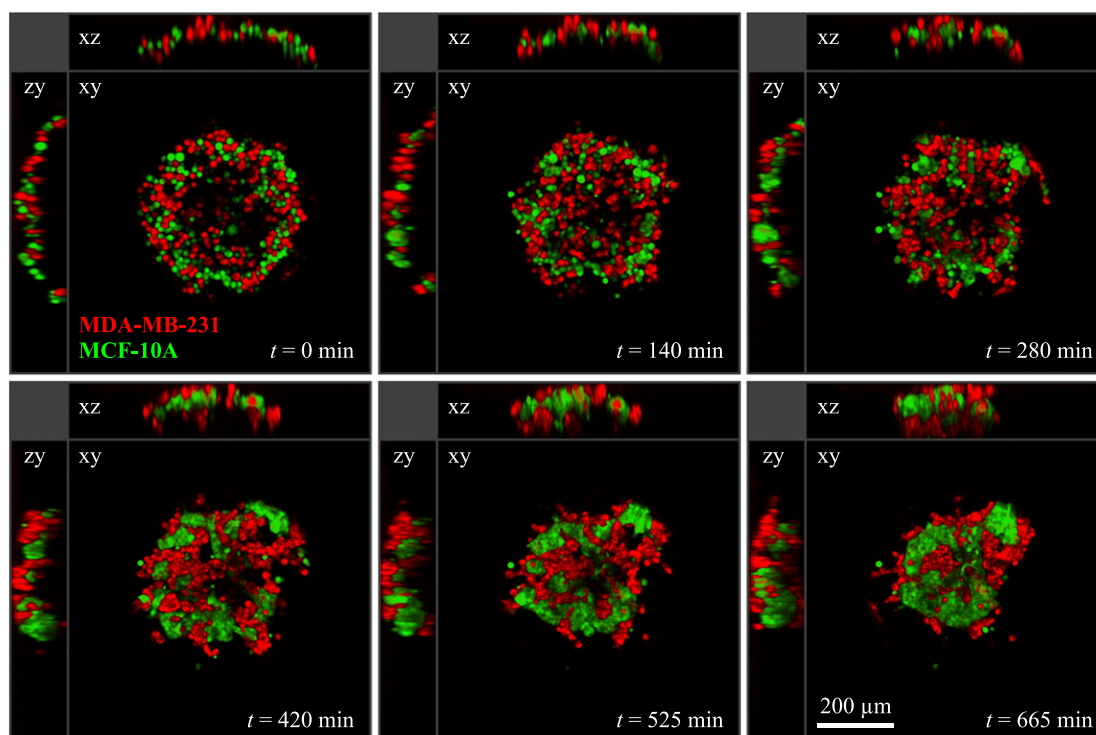 xz
zy
xy
MDA-MB-231
MCF-10A
t = 0 min
xz
zy
xy
t = 140 min
xz
zy
xy
t = 280 min
xz
zy
xy
t = 420 min
xz
zy
xy
t = 525 min
xz
zy
xy
200 µm
t = 665 min